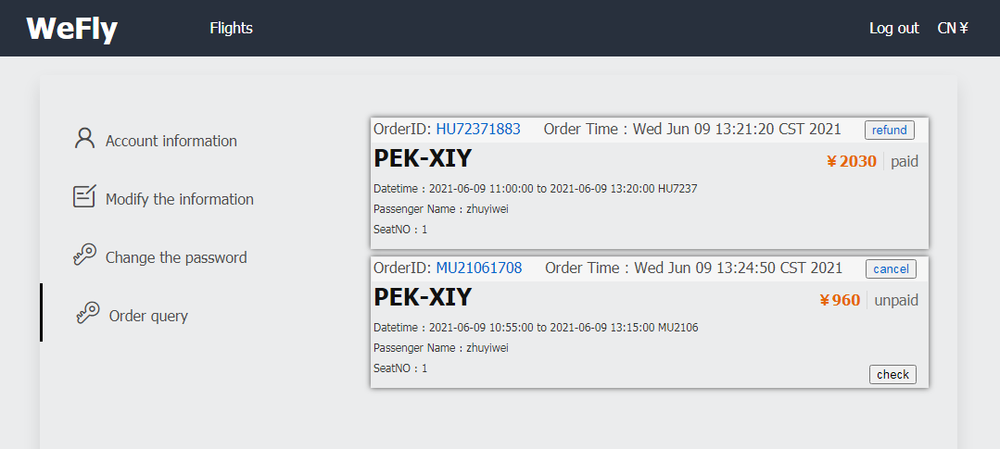 WeFly Flights Log out CN ¥
Account information
Modify the information
Change the password
Order query
OrderID: HU72371883 Order Time : Wed Jun 09 13:21:20 CST 2021 refund
PEK-XIY ¥2030 paid
Datetime : 2021-06-09 11:00:00 to 2021-06-09 13:20:00 HU7237
Passenger Name : zhuyiwei
SeatNO : 1
OrderID: MU21061708 Order Time : Wed Jun 09 13:24:50 CST 2021 cancel
PEK-XIY ¥960 unpaid
Datetime : 2021-06-09 10:55:00 to 2021-06-09 13:15:00 MU2106
Passenger Name : zhuyiwei
SeatNO : 1 check